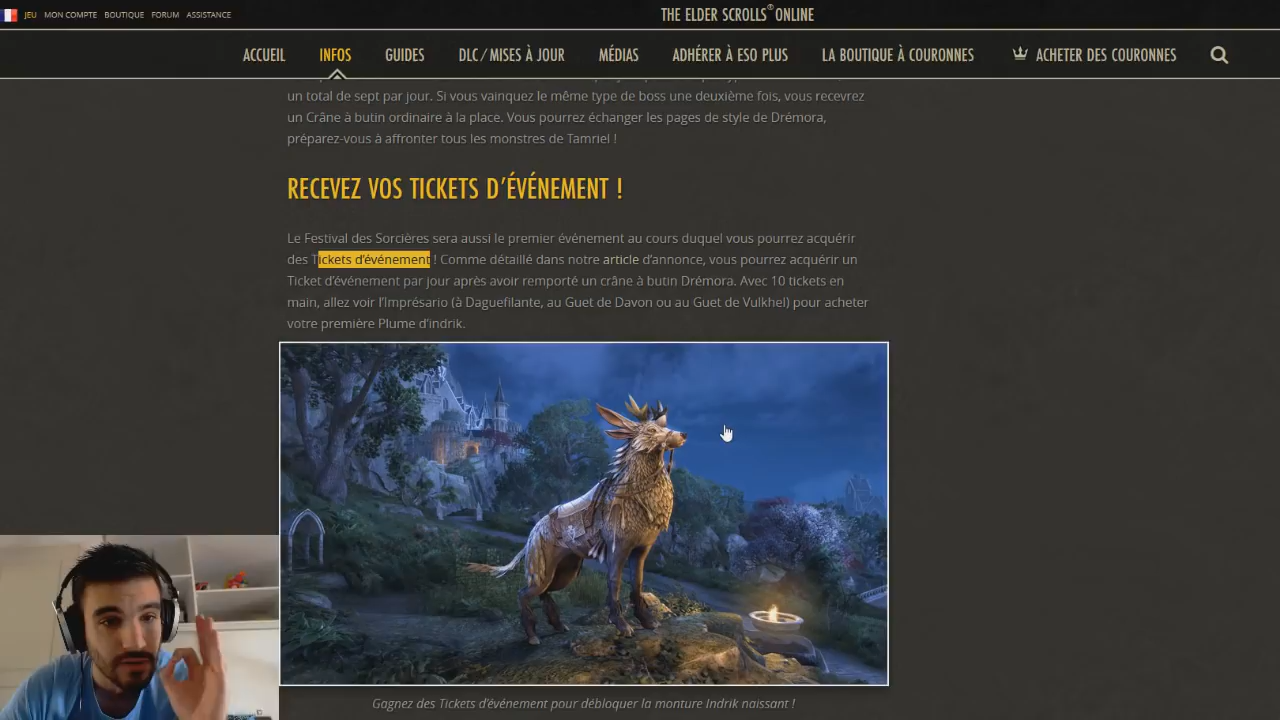 JEU MON COMPTE BOUTIQUE FORUM ASSISTANCE
THE ELDER SCROLLS® ONLINE
ACCUEIL INFOS GUIDES DLC / MISES À JOUR MÉDIAS ADHÉRER À ESO PLUS LA BOUTIQUE À COURONNES ACHETER DES COURONNES
un total de sept par jour. Si vous vainquez le même type de boss une deuxième fois, vous recevrez
un Crâne à butin ordinaire à la place. Vous pourrez échanger les pages de style de Drémora,
préparez-vous à affronter tous les monstres de Tamriel !
RECEVEZ VOS TICKETS D'ÉVÉNEMENT !
Le Festival des Sorcières sera aussi le premier événement au cours duquel vous pourrez acquérir
des Tickets d'événement ! Comme détaillé dans notre article d'annonce, vous pourrez acquérir un
Ticket d'événement par jour après avoir remporté un crâne à butin Drémora. Avec 10 tickets en
main, allez voir l'Imprésario (à Daguefilante, au Guet de Davon ou au Guet de Vulkhel) pour acheter
votre première Plume d'indrik.
Gagnez des Tickets d'événement pour débloquer la monture Indrik naissant !